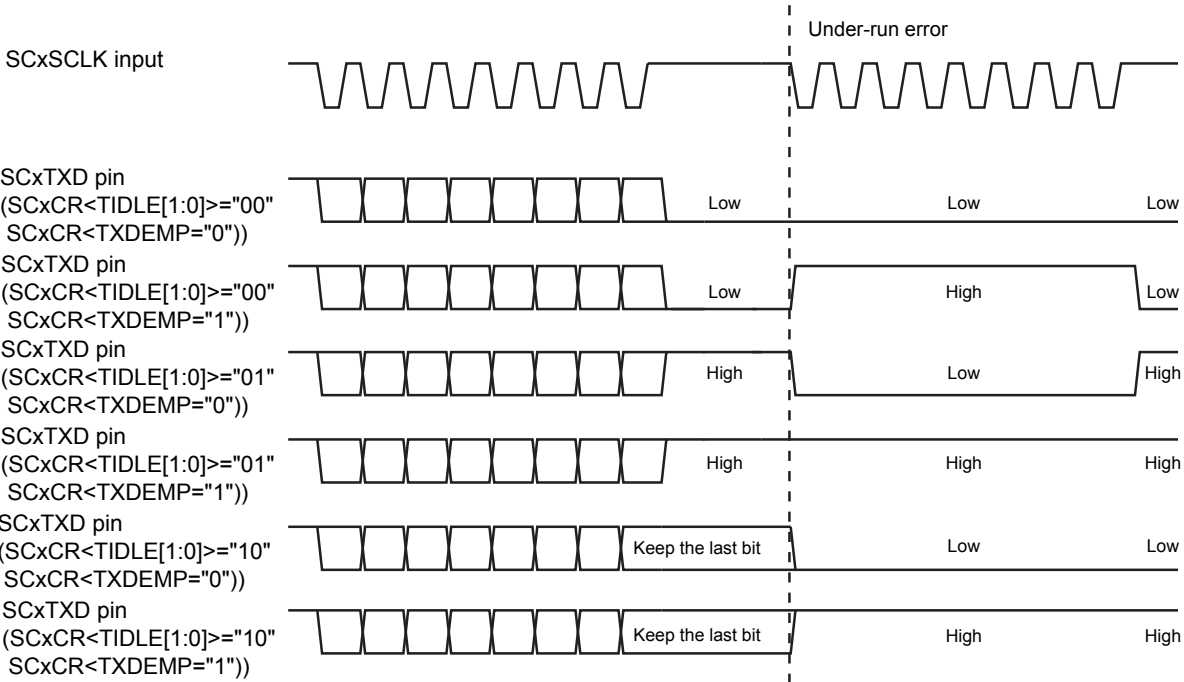 Under-run error
SCxSCLK input
SCxTXD pin
(SCxCR<TIDLE[1:0]>="00"
SCxCR<TXDEMP="0"))
Low
Low
Low
SCxTXD pin
(SCxCR<TIDLE[1:0]>="00"
SCxCR<TXDEMP="1"))
Low
High
Low
SCxTXD pin
(SCxCR<TIDLE[1:0]>="01"
SCxCR<TXDEMP="0"))
High
Low
High
SCxTXD pin
(SCxCR<TIDLE[1:0]>="01"
SCxCR<TXDEMP="1"))
High
High
High
SCxTXD pin
(SCxCR<TIDLE[1:0]>="10"
SCxCR<TXDEMP="0"))
Keep the last bit
Low
Low
SCxTXD pin
(SCxCR<TIDLE[1:0]>="10"
SCxCR<TXDEMP="1"))
Keep the last bit
High
High